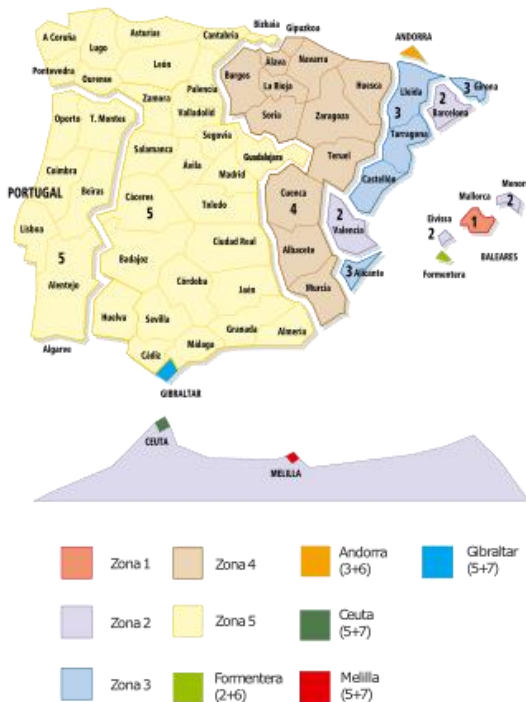 Bizkaia
Gipuzkoa
A Coruña
Lugo
Asturias
Cantabria
ANDORRA
Pontevedra
Ourense
León
Palencia
Burgos
Álava
Navarra
La Rioja
Huesca
Lleida
3
Girona
2
Barcelona
3
Tarragona
Zamora
Valladolid
Soria
Zaragoza
Oporto
T. Montes
Segovia
Salamanca
Ávila
Guadalajara
Madrid
Teruel
Castellón
Coimbra
Beiras
PORTUGAL
Cáceres
5
Toledo
Cuenca
4
2
Valencia
Menor
2
Mallorca
1
Eivissa
2
BALEARES
Formentera
Lisboa
5
Alentejo
Badajoz
Ciudad Real
Albacete
3
Alicante
Murcia
Córdoba
Jaén
Huelva
Sevilla
Granada
Almería
Málaga
Cádiz
Algarve
GIBRALTAR
CEUTA
MELILLA
Zona 1
Zona 4
Andorra
(3+6)
Gibraltar
(5+7)
Zona 2
Zona 5
Ceuta
(5+7)
Zona 3
Formentera
(2+6)
Melilla
(5+7)